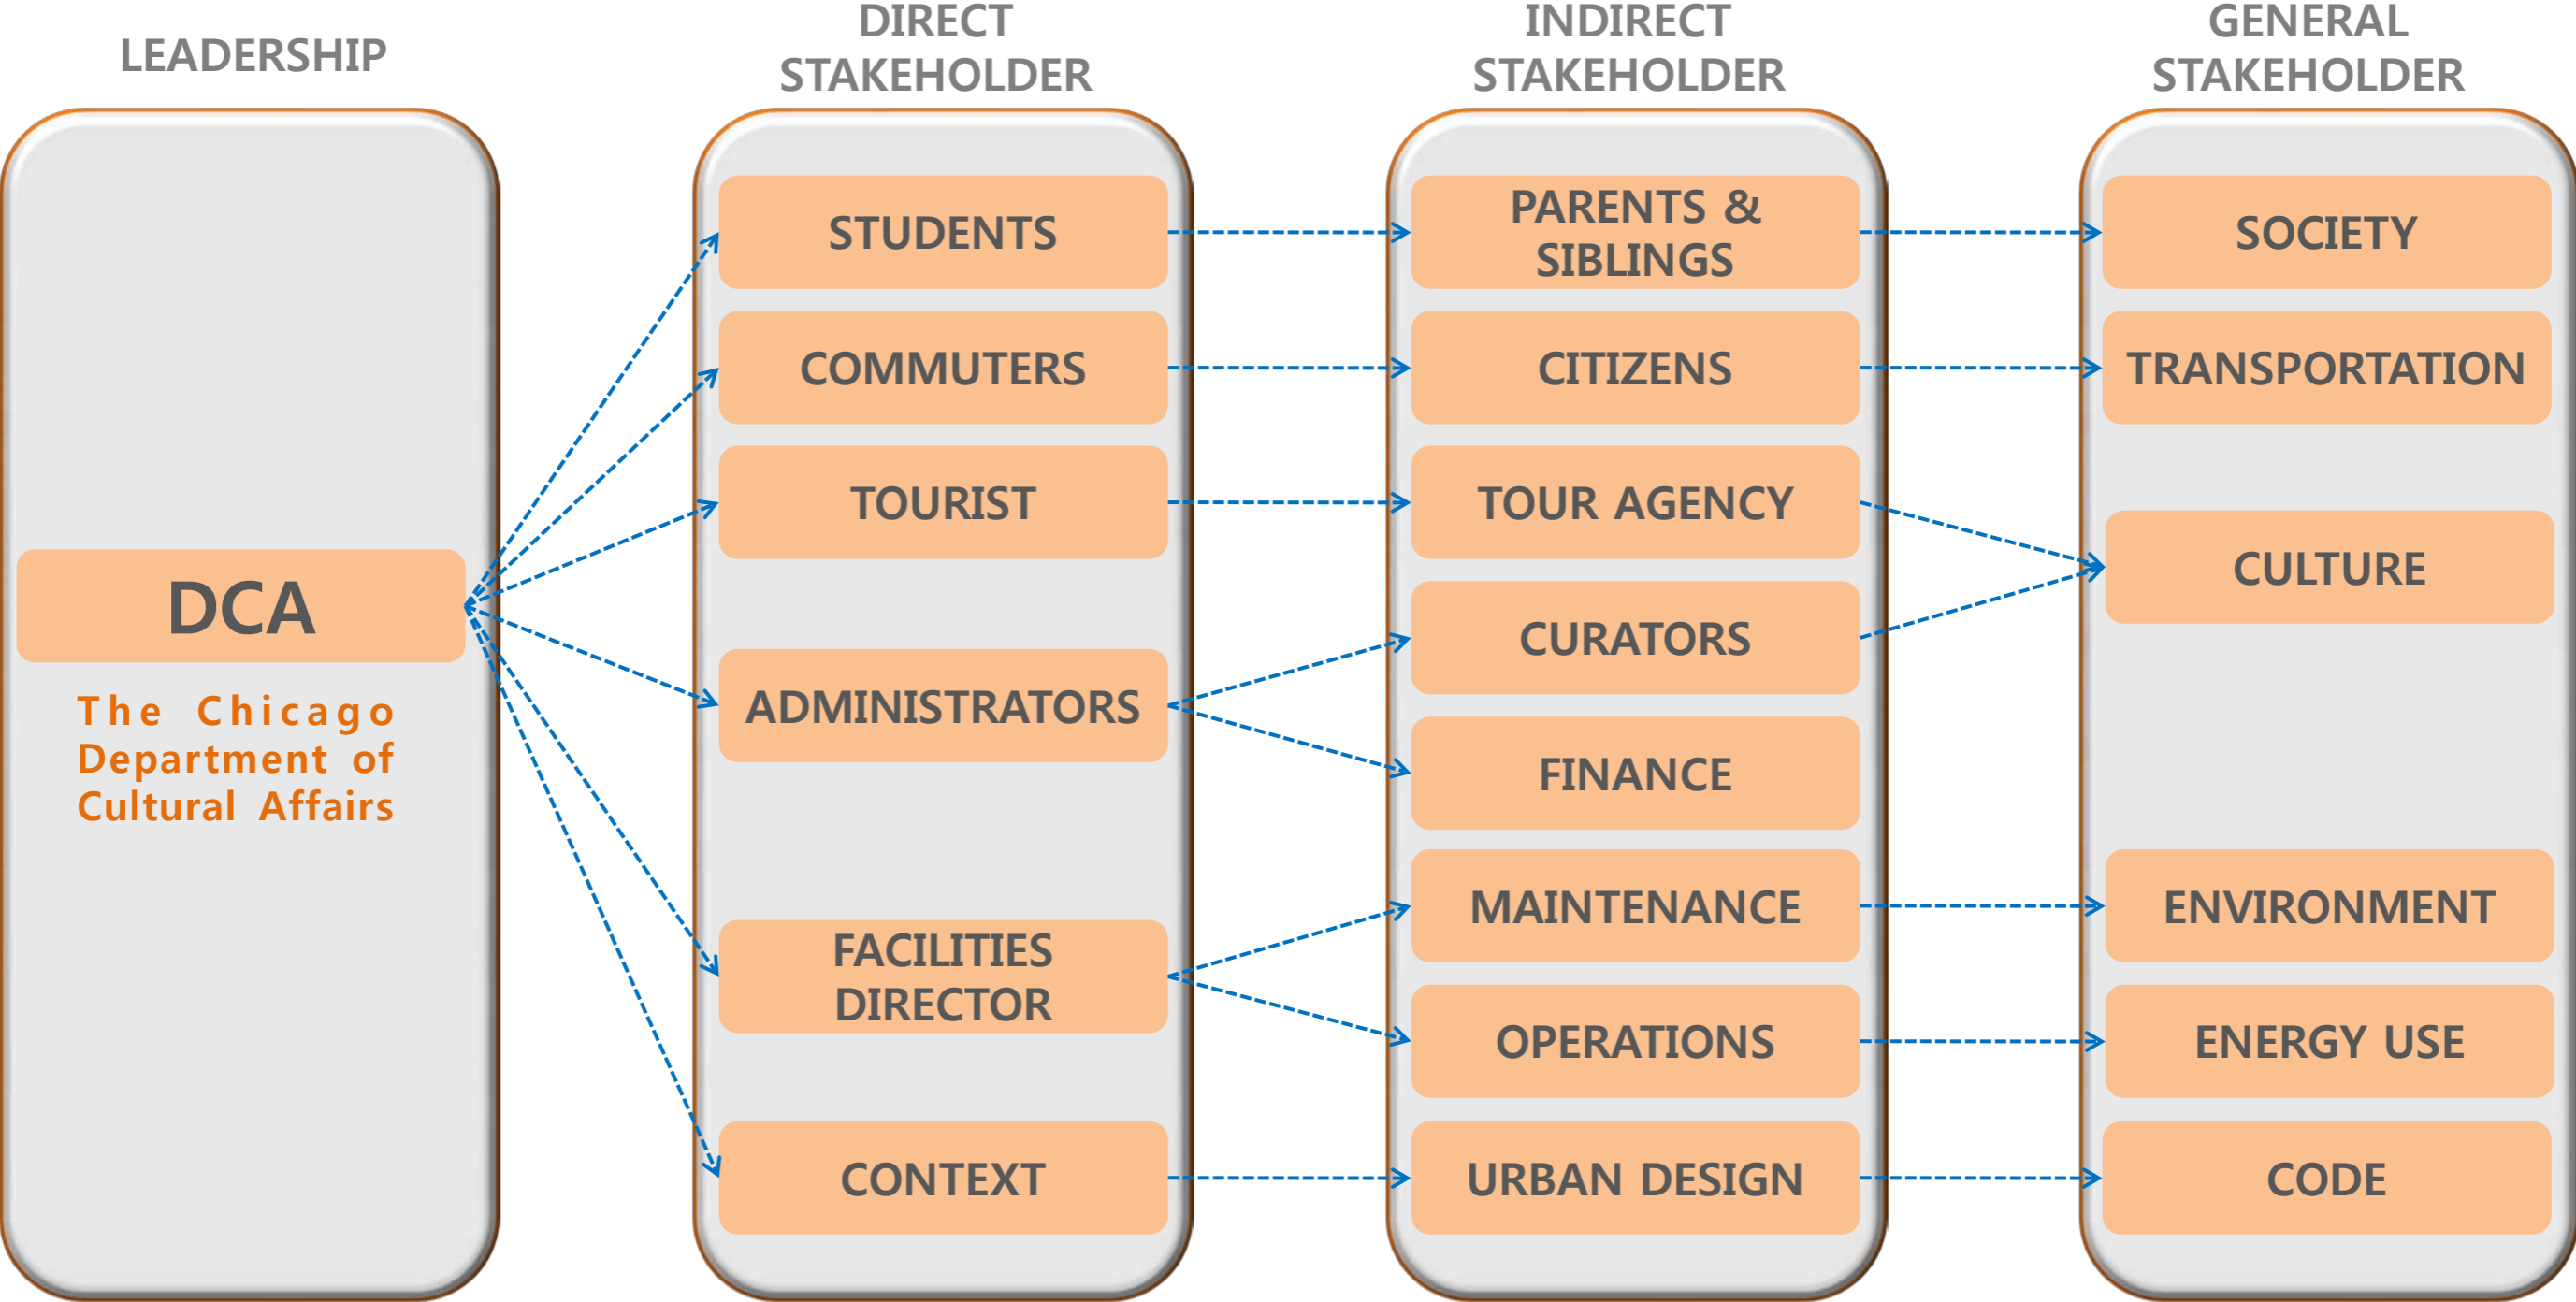 LEADERSHIP
DIRECT
STAKEHOLDER
INDIRECT
STAKEHOLDER
GENERAL
STAKEHOLDER
DCA
The Chicago
Department of
Cultural Affairs
STUDENTS
COMMUTERS
TOURIST
ADMINISTRATORS
FACILITIES
DIRECTOR
CONTEXT
PARENTS &
SIBLINGS
CITIZENS
TOUR AGENCY
CURATORS
FINANCE
MAINTENANCE
OPERATIONS
URBAN DESIGN
SOCIETY
TRANSPORTATION
CULTURE
ENVIRONMENT
ENERGY USE
CODE